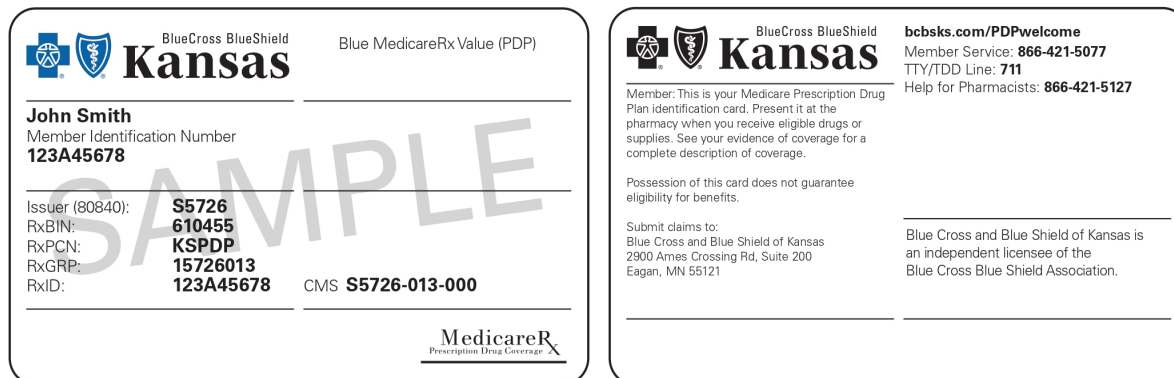 BlueCross BlueShield
Kansas
Blue MedicareRx Value (PDP)
John Smith
Member Identification Number
123A45678
SAMPLE
Issuer (80840): S5726
RxBIN: 610455
RxPCN: KSPDP
RxGRP: 15726013
RxID: 123A45678
CMS S5726-013-000
MedicareRx
Prescription Drug Coverage
BlueCross BlueShield
Kansas
Member: This is your Medicare Prescription Drug
Plan identification card. Present it at the
pharmacy when you receive eligible drugs or
supplies. See your evidence of coverage for a
complete description of coverage.
Possession of this card does not guarantee
eligibility for benefits.
Submit claims to:
Blue Cross and Blue Shield of Kansas
2900 Ames Crossing Rd, Suite 200
Eagan, MN 55121
bcbsks.com/PDPwelcome
Member Service: 866-421-5077
TTY/TDD Line: 711
Help for Pharmacists: 866-421-5127
Blue Cross and Blue Shield of Kansas is
an independent licensee of the
Blue Cross Blue Shield Association.